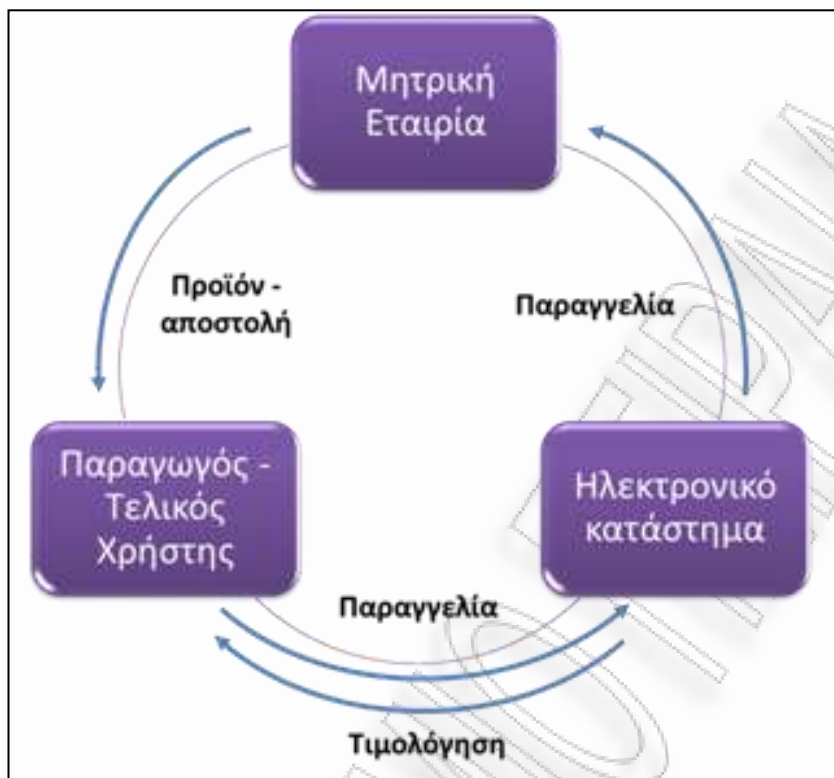 Μητρική
Εταιρία
Προϊόν -
αποστολή
Παραγγελία
Παραγωγός -
Τελικός
Χρήστης
Ηλεκτρονικό
κατάστημα
Παραγγελία
Τιμολόγηση